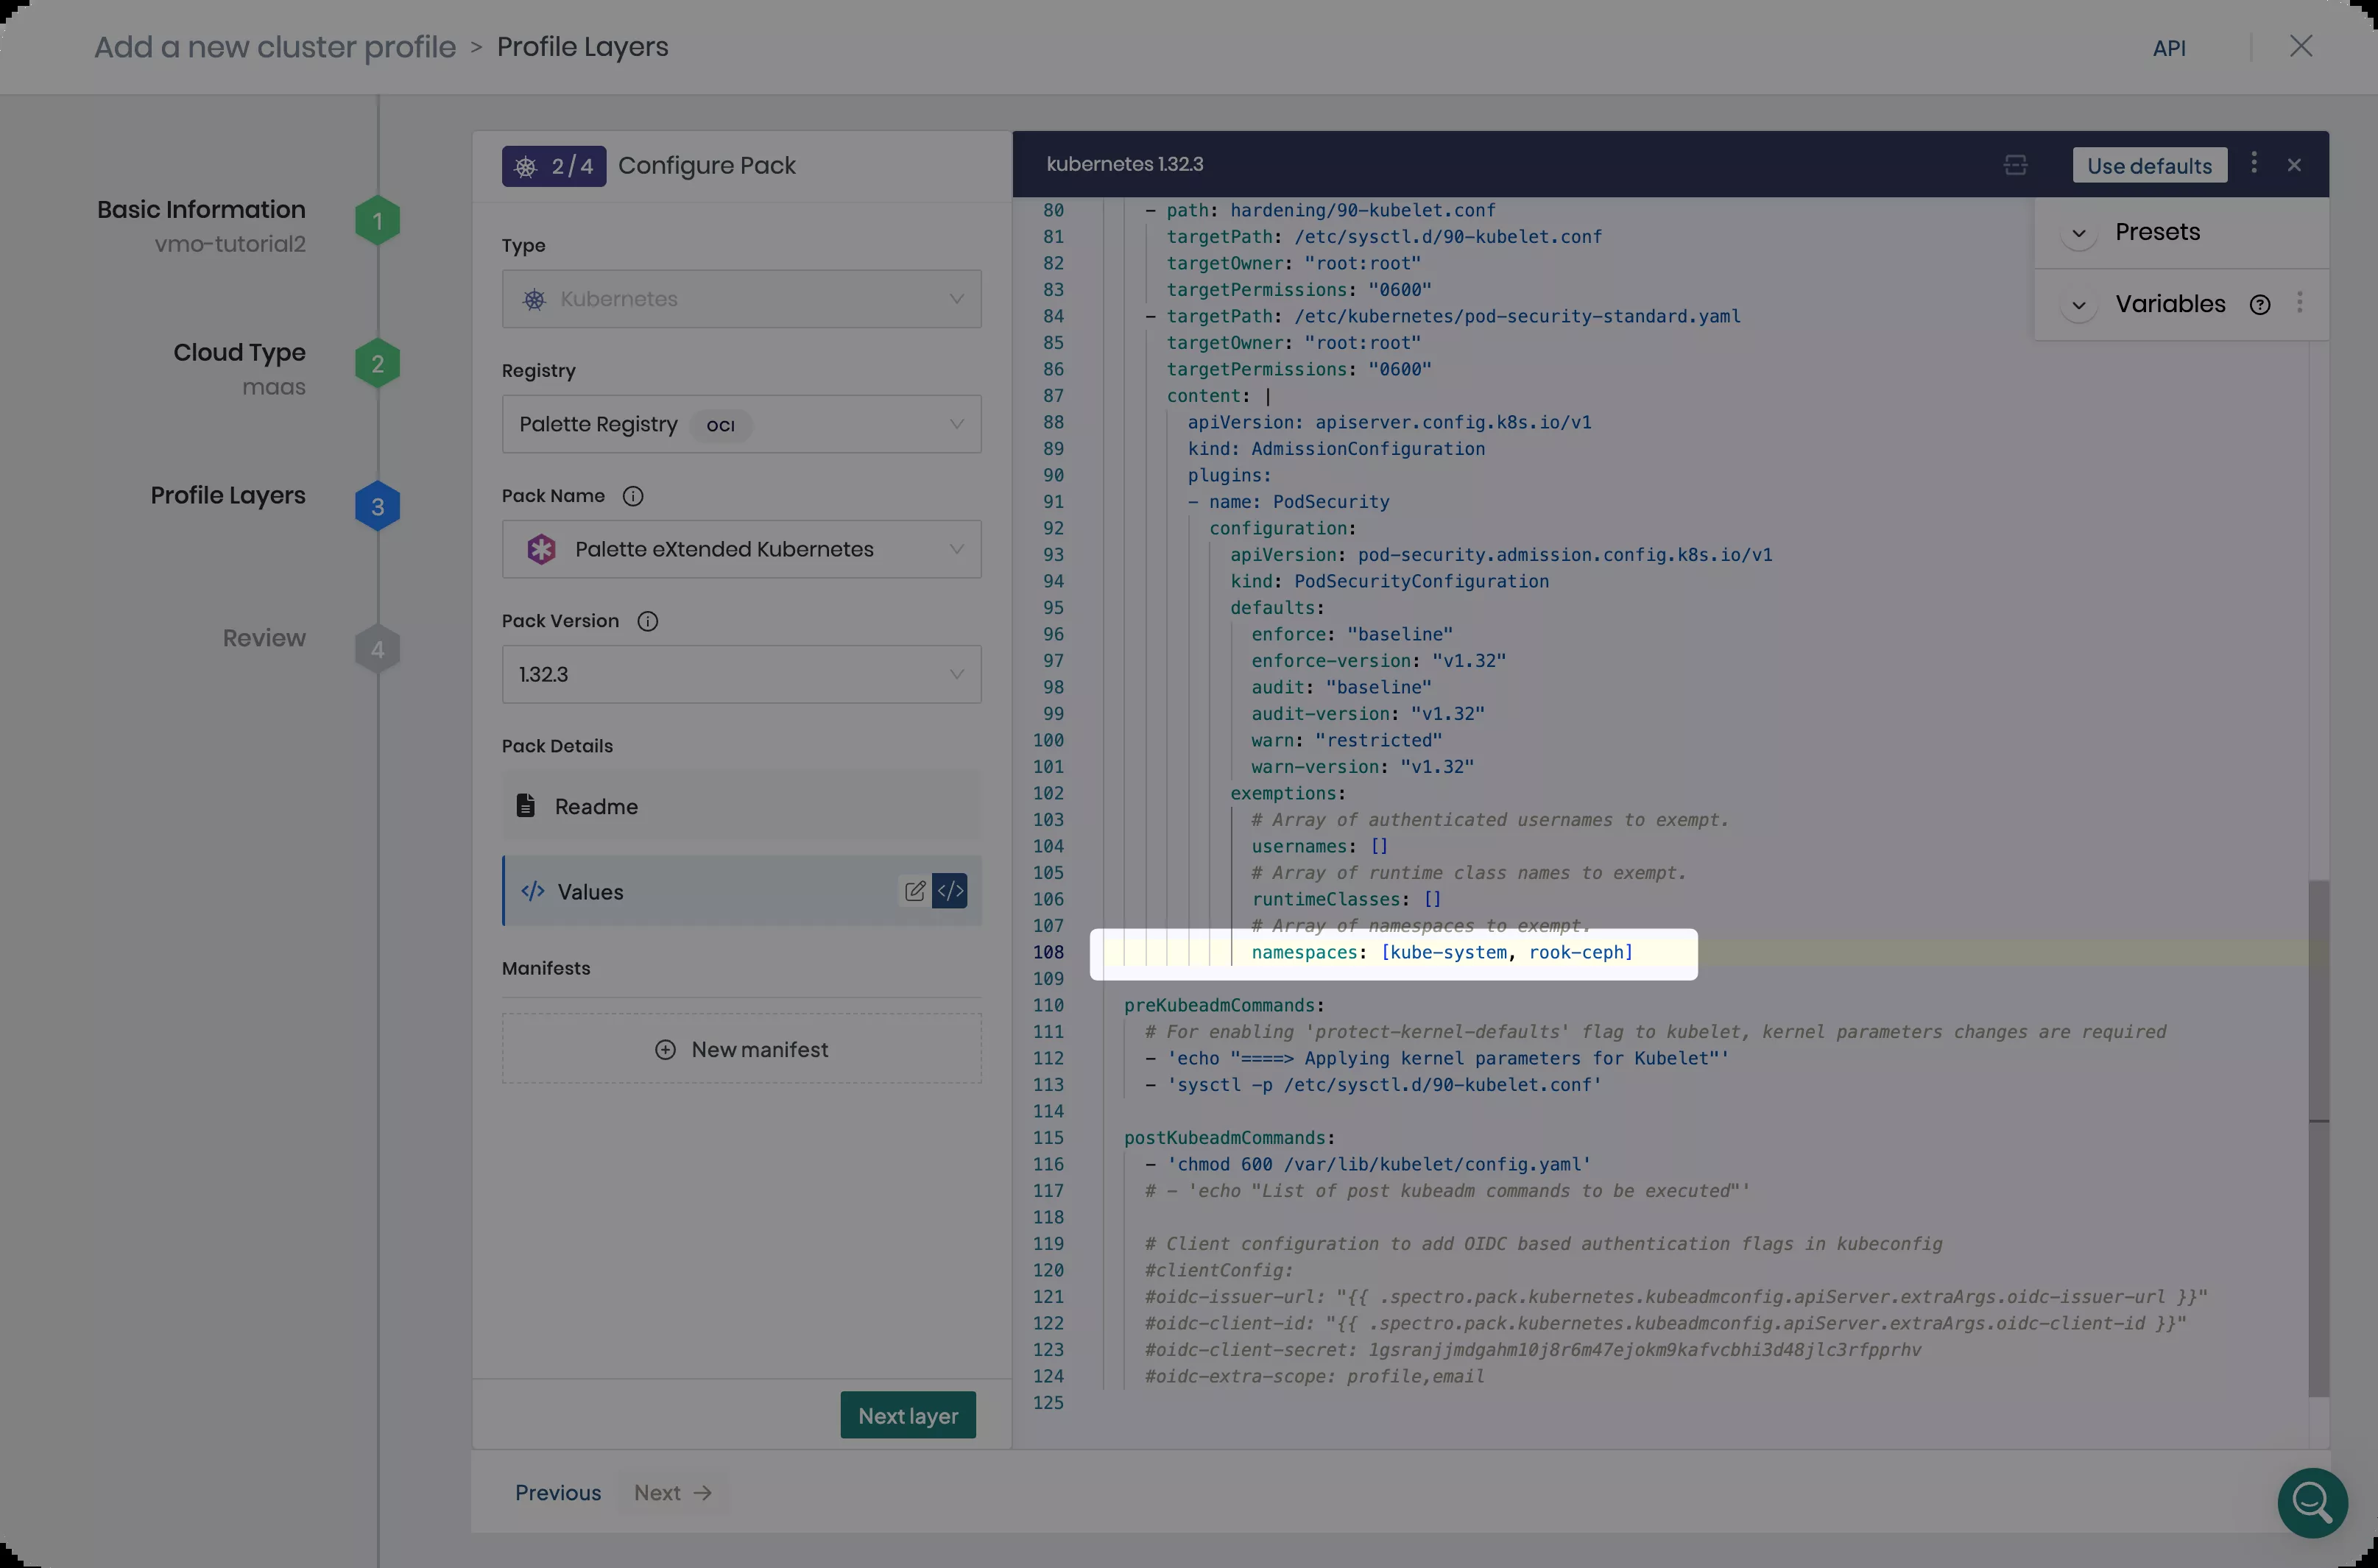 Add a new cluster profile > Profile Layers
API
Basic Information
vmo-tutorial2
1
Cloud Type
maas
2
Profile Layers
3
Review
4
2/4 Configure Pack
Type
Kubernetes
Registry
Palette Registry OCI
Pack Name
Palette eXtended Kubernetes
Pack Version
1.32.3
Pack Details
Readme
</> Values </>
Manifests
New manifest
Next layer
Previous Next →
kubernetes 1.32.3
Use defaults
Presets
Variables
80 - path: hardening/90-kubelet.conf
81 targetPath: /etc/sysctl.d/90-kubelet.conf
82 targetOwner: "root:root"
83 targetPermissions: "0600"
84 - targetPath: /etc/kubernetes/pod-security-standard.yaml
85 targetOwner: "root:root"
86 targetPermissions: "0600"
87 content: |
88 apiVersion: apiserver.config.k8s.io/v1
89 kind: AdmissionConfiguration
90 plugins:
91 - name: PodSecurity
92 configuration:
93 apiVersion: pod-security.admission.config.k8s.io/v1
94 kind: PodSecurityConfiguration
95 defaults:
96 enforce: "baseline"
97 enforce-version: "v1.32"
98 audit: "baseline"
99 audit-version: "v1.32"
100 warn: "restricted"
101 warn-version: "v1.32"
102 exemptions:
103 # Array of authenticated usernames to exempt.
104 usernames: []
105 # Array of runtime class names to exempt.
106 runtimeClasses: []
107 # Array of namespaces to exempt.
108 namespaces: [kube-system, rook-ceph]
109
110 preKubeadmCommands:
111 # For enabling 'protect-kernel-defaults' flag to kubelet, kernel parameters changes are required
112 - 'echo "====> Applying kernel parameters for Kubelet"'
113 - 'sysctl -p /etc/sysctl.d/90-kubelet.conf'
114
115 postKubeadmCommands:
116 - 'chmod 600 /var/lib/kubelet/config.yaml'
117 # - 'echo "List of post kubeadm commands to be executed"'
118
119 # Client configuration to add OIDC based authentication flags in kubeconfig
120 #clientConfig:
121 #oidc-issuer-url: "{{ .spectro.pack.kubernetes.kubeadmconfig.apiServer.extraArgs.oidc-issuer-url }}"
122 #oidc-client-id: "{{ .spectro.pack.kubernetes.kubeadmconfig.apiServer.extraArgs.oidc-client-id }}"
123 #oidc-client-secret: 1gsranjjmdgahm10j8r6m47ejokm9kafvcbhi3d48jlc3rfpprhv
124 #oidc-extra-scope: profile,email
125